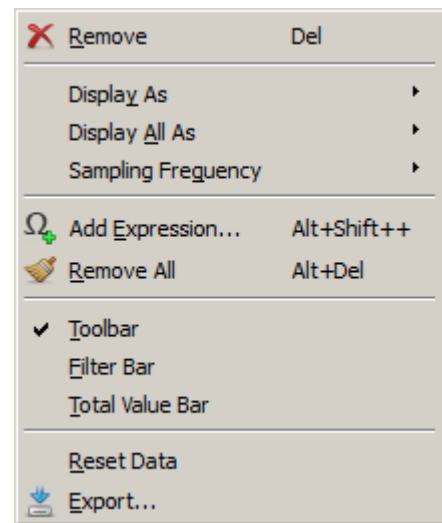 Remove Del
Display As
Display All As
Sampling Freguency
Add Expression... Alt+Shift++
Remove All Alt+Del
Toolbar
Filter Bar
Total Value Bar
Reset Data
Export...